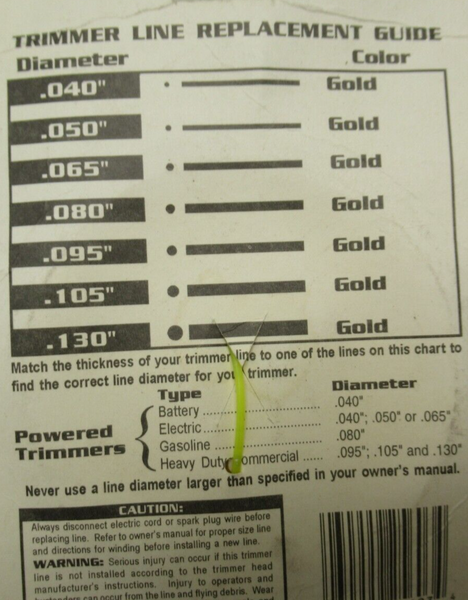 TRIMMER LINE REPLACEMENT GUIDE
Diameter Color
.040" Gold
.050" Gold
.065" Gold
.080" Gold
.095" Gold
.105" Gold
.130" Gold
Match the thickness of your trimmer line to one of the lines on this chart to
find the correct line diameter for your trimmer.
Type Diameter
Battery .040"
Electric .040"; .050" or .065"
Powered Trimmers
Gasoline .080"
Heavy Duty Commercial .095"; .105" and .130"
Never use a line diameter larger than specified in your owner's manual.
CAUTION:
Always disconnect electric cord or spark plug wire before
replacing line. Refer to owner's manual for proper size line
and directions for winding before installing a new line.
WARNING: Serious injury can occur if this trimmer
line is not installed according to the trimmer head
manufacturer's instructions. Injury to operators and
can occur from the line and flying debris. Wear